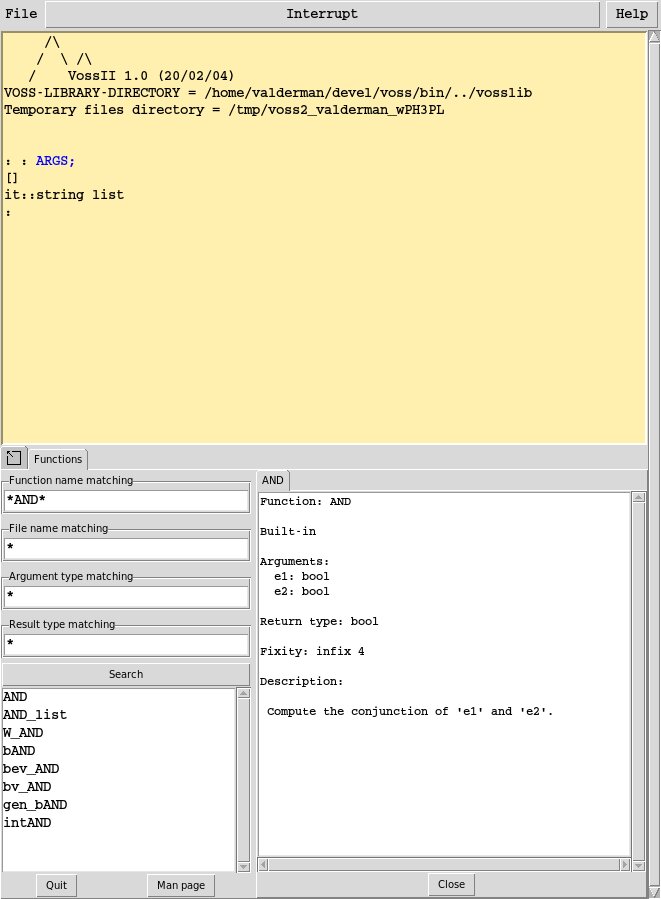 File Interrupt Help
/\
/ \ /\
/ VossII 1.0 (20/02/04)
VOSS-LIBRARY-DIRECTORY = /home/valderman/devel/voss/bin/../vosslib
Temporary files directory = /tmp/voss2_valderman_wPH3PL
: : ARGS;
[]
it::string list
:
Functions
Function name matching
*AND*
File name matching
*
Argument type matching
*
Result type matching
*
Search
AND
AND_list
W_AND
bAND
bev_AND
bv_AND
gen_bAND
intAND
Quit Man page
AND
Function: AND
Built-in
Arguments:
e1: bool
e2: bool
Return type: bool
Fixity: infix 4
Description:
Compute the conjunction of 'e1' and 'e2'.
Close